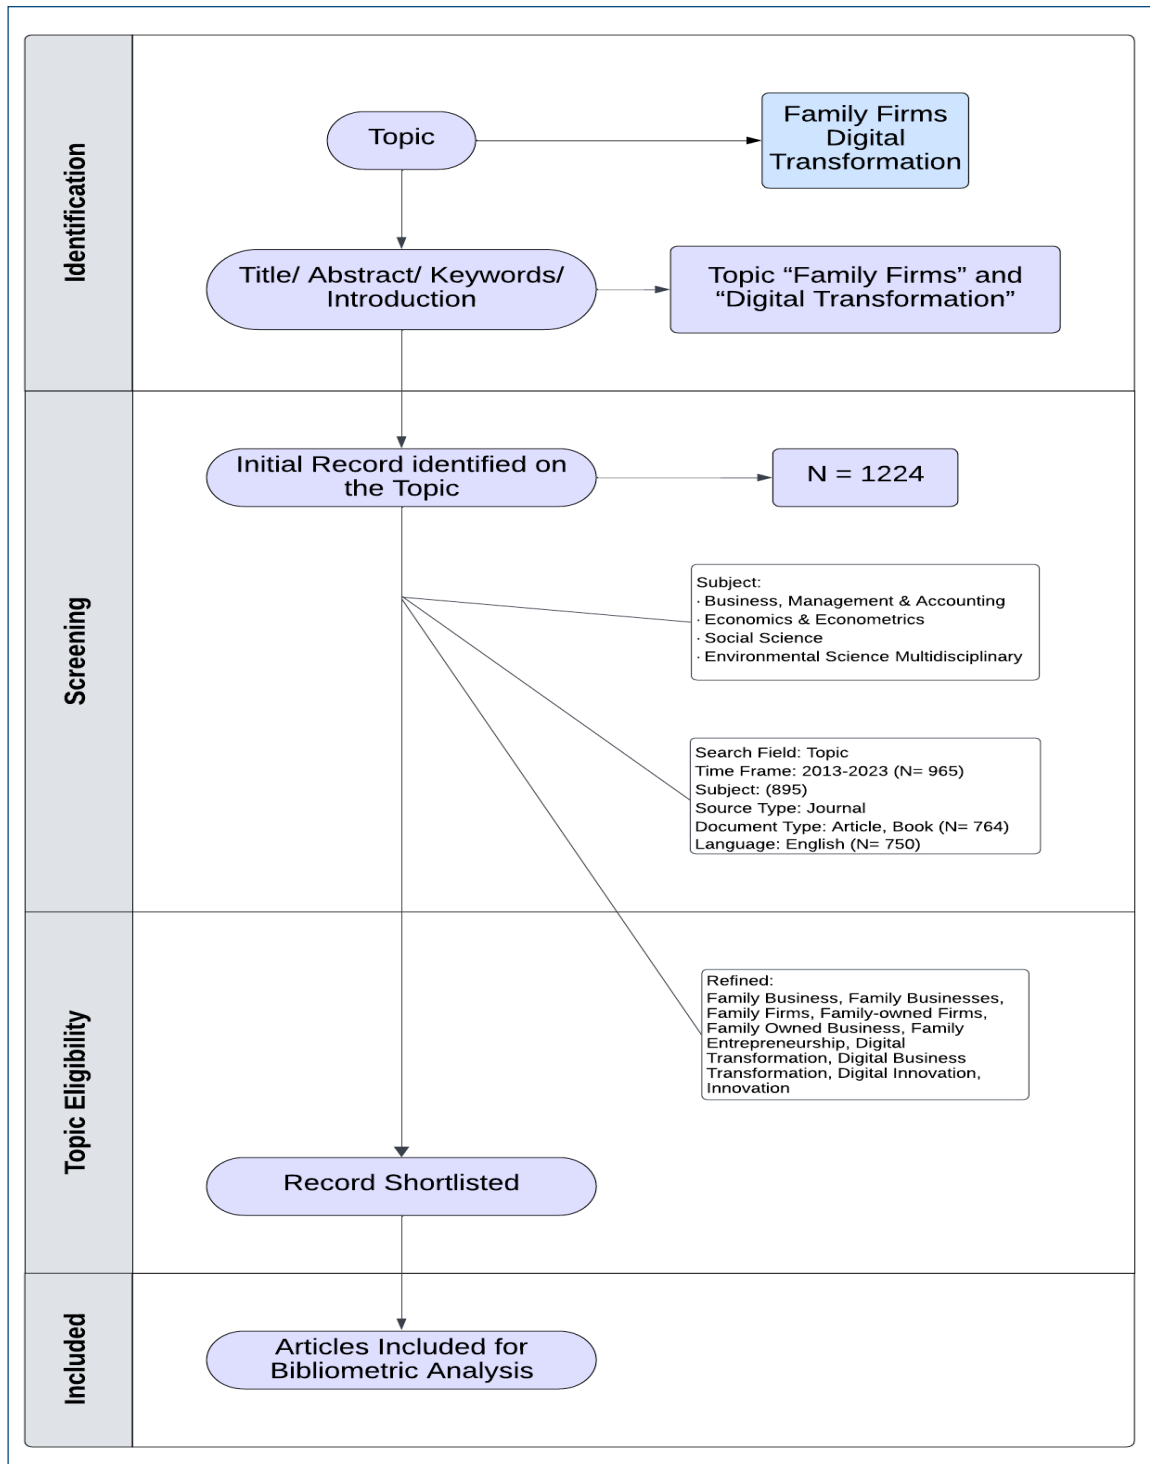 Identification
Topic
Family Firms
Digital
Transformation
Title/ Abstract/ Keywords/
Introduction
Topic “Family Firms” and
“Digital Transformation”
Screening
Initial Record identified on
the Topic
N = 1224
Subject:
· Business, Management & Accounting
· Economics & Econometrics
· Social Science
· Environmental Science Multidisciplinary
Search Field: Topic
Time Frame: 2013-2023 (N= 965)
Subject: (895)
Source Type: Journal
Document Type: Article, Book (N= 764)
Language: English (N= 750)
Topic Eligibility
Refined:
Family Business, Family Businesses,
Family Firms, Family-owned Firms,
Family Owned Business, Family
Entrepreneurship, Digital
Transformation, Digital Business
Transformation, Digital Innovation,
Innovation
Record Shortlisted
Included
Articles Included for
Bibliometric Analysis